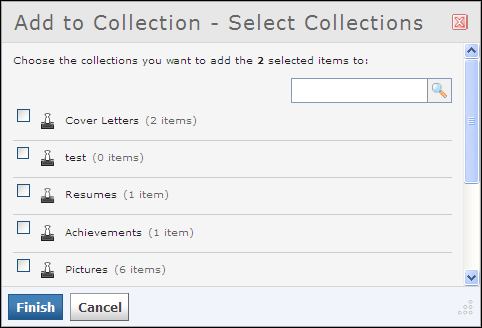 Add to Collection - Select Collections
Choose the collections you want to add the 2 selected items to:
Cover Letters (2 items)
test (0 items)
Resumes (1 item)
Achievements (1 item)
Pictures (6 items)
Finish Cancel